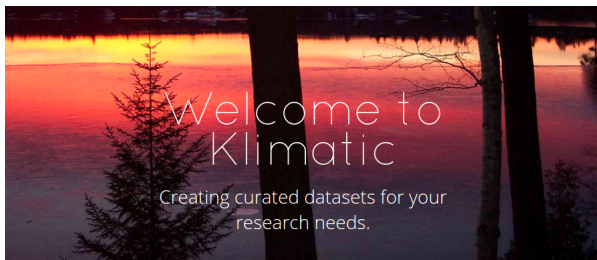 Welcome to
Klimatic
Creating curated datasets for your
research needs.